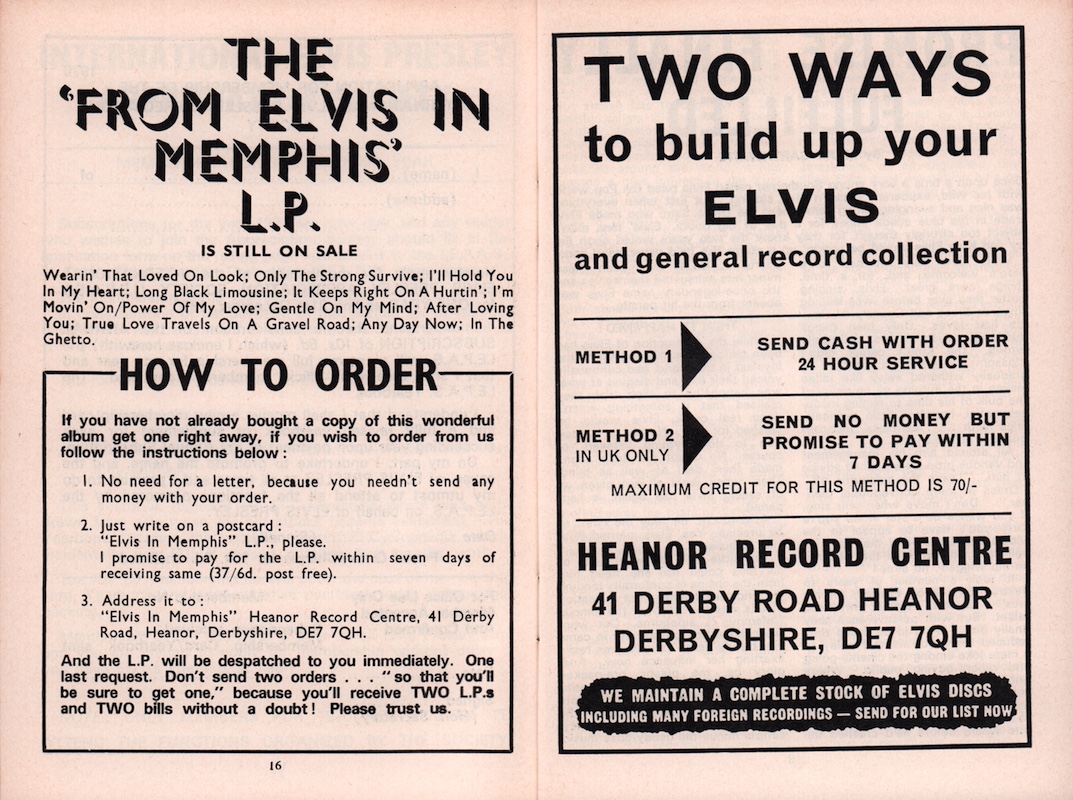 THE
‘FROM ELVIS IN
MEMPHIS’
L.P.
IS STILL ON SALE
Wearin’ That Loved On Look; Only The Strong Survive; I’ll Hold You
In My Heart; Long Black Limousine; It Keeps Right On A Hurtin’; I’m
Movin’ On/Power Of My Love; Gentle On My Mind; After Loving
You; True Love Travels On A Gravel Road; Any Day Now; In The
Ghetto.
HOW TO ORDER
If you have not already bought a copy of this wonderful
album get one right away, if you wish to order from us
follow the instructions below :
1. No need for a letter, because you needn’t send any
money with your order.
2. Just write on a postcard :
“Elvis In Memphis” L.P., please.
I promise to pay for the L.P. within seven days of
receiving same (37/6d. post free).
3. Address it to :
“Elvis In Memphis” Heanor Record Centre, 41 Derby
Road, Heanor, Derbyshire, DE7 7QH.
And the L.P. will be despatched to you immediately. One
last request. Don’t send two orders . . . “so that you’ll
be sure to get one,” because you’ll receive TWO L.P.s
and TWO bills without a doubt! Please trust us.
16
TWO WAYS
to build up your
ELVIS
and general record collection
METHOD 1
SEND CASH WITH ORDER
24 HOUR SERVICE
METHOD 2
IN UK ONLY
SEND NO MONEY BUT
PROMISE TO PAY WITHIN
7 DAYS
MAXIMUM CREDIT FOR THIS METHOD IS 70/-
HEANOR RECORD CENTRE
41 DERBY ROAD HEANOR
DERBYSHIRE, DE7 7QH
WE MAINTAIN A COMPLETE STOCK OF ELVIS DISCS
INCLUDING MANY FOREIGN RECORDINGS — SEND FOR OUR LIST NOW